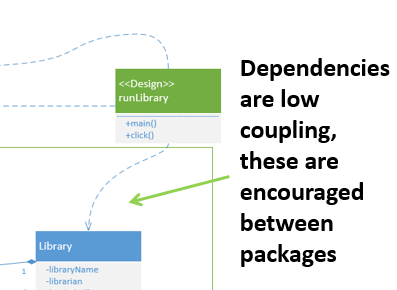 <<Design>>
runLibrary
+main()
+click()
Dependencies
are low
coupling,
these are
encouraged
between
packages
Library
1
-libraryName
-librarian